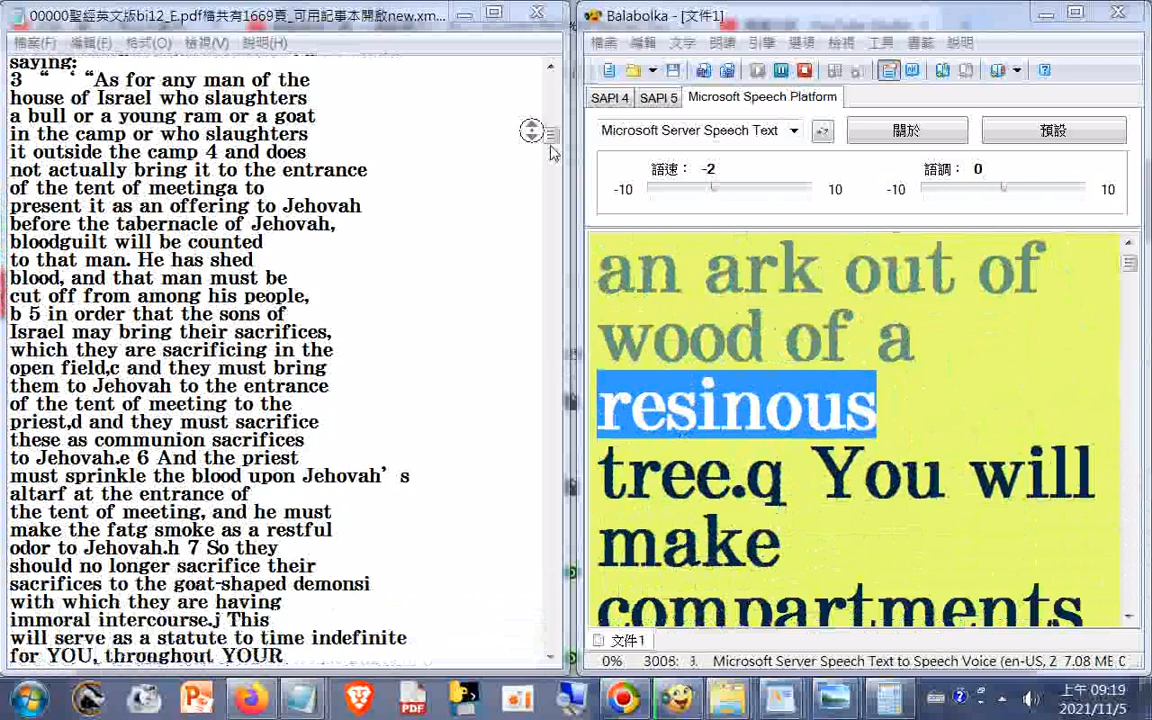 00000聖經英文版bi12_E.pdf檔共有1669頁_可用記事本開啟new.xm...
檔案(F) 編輯(E) 格式(O) 檢視(V) 說明(H)
saying:
3 “ ‘ “As for any man of the
house of Israel who slaughters
a bull or a young ram or a goat
in the camp or who slaughters
it outside the camp 4 and does
not actually bring it to the entrance
of the tent of meetinga to
present it as an offering to Jehovah
before the tabernacle of Jehovah,
bloodguilt will be counted
to that man. He has shed
blood, and that man must be
cut off from among his people,
b 5 in order that the sons of
Israel may bring their sacrifices,
which they are sacrificing in the
open field,c and they must bring
them to Jehovah to the entrance
of the tent of meeting to the
priest,d and they must sacrifice
these as communion sacrifices
to Jehovah.e 6 And the priest
must sprinkle the blood upon Jehovah’s
altarf at the entrance of
the tent of meeting, and he must
make the fatg smoke as a restful
odor to Jehovah.h 7 So they
should no longer sacrifice their
sacrifices to the goat-shaped demonsi
with which they are having
immoral intercourse.j This
will serve as a statute to time indefinite
for YOU, throughout YOUR
Balabolka - [文件1]
檔案 編輯 文字 朗讀 引擎 選項 檢視 工具 書籤 說明
SAPI 4 SAPI 5 Microsoft Speech Platform
Microsoft Server Speech Text 關於 預設
語速： -2 語調： 0
-10 10 -10 10
an ark out of
wood of a
resinous
tree.q You will
make
compartments
文件1
0% 3008: Microsoft Server Speech Text to Speech Voice (en-US, 7.08 MB
PDF
上午 09:19
2021/11/5